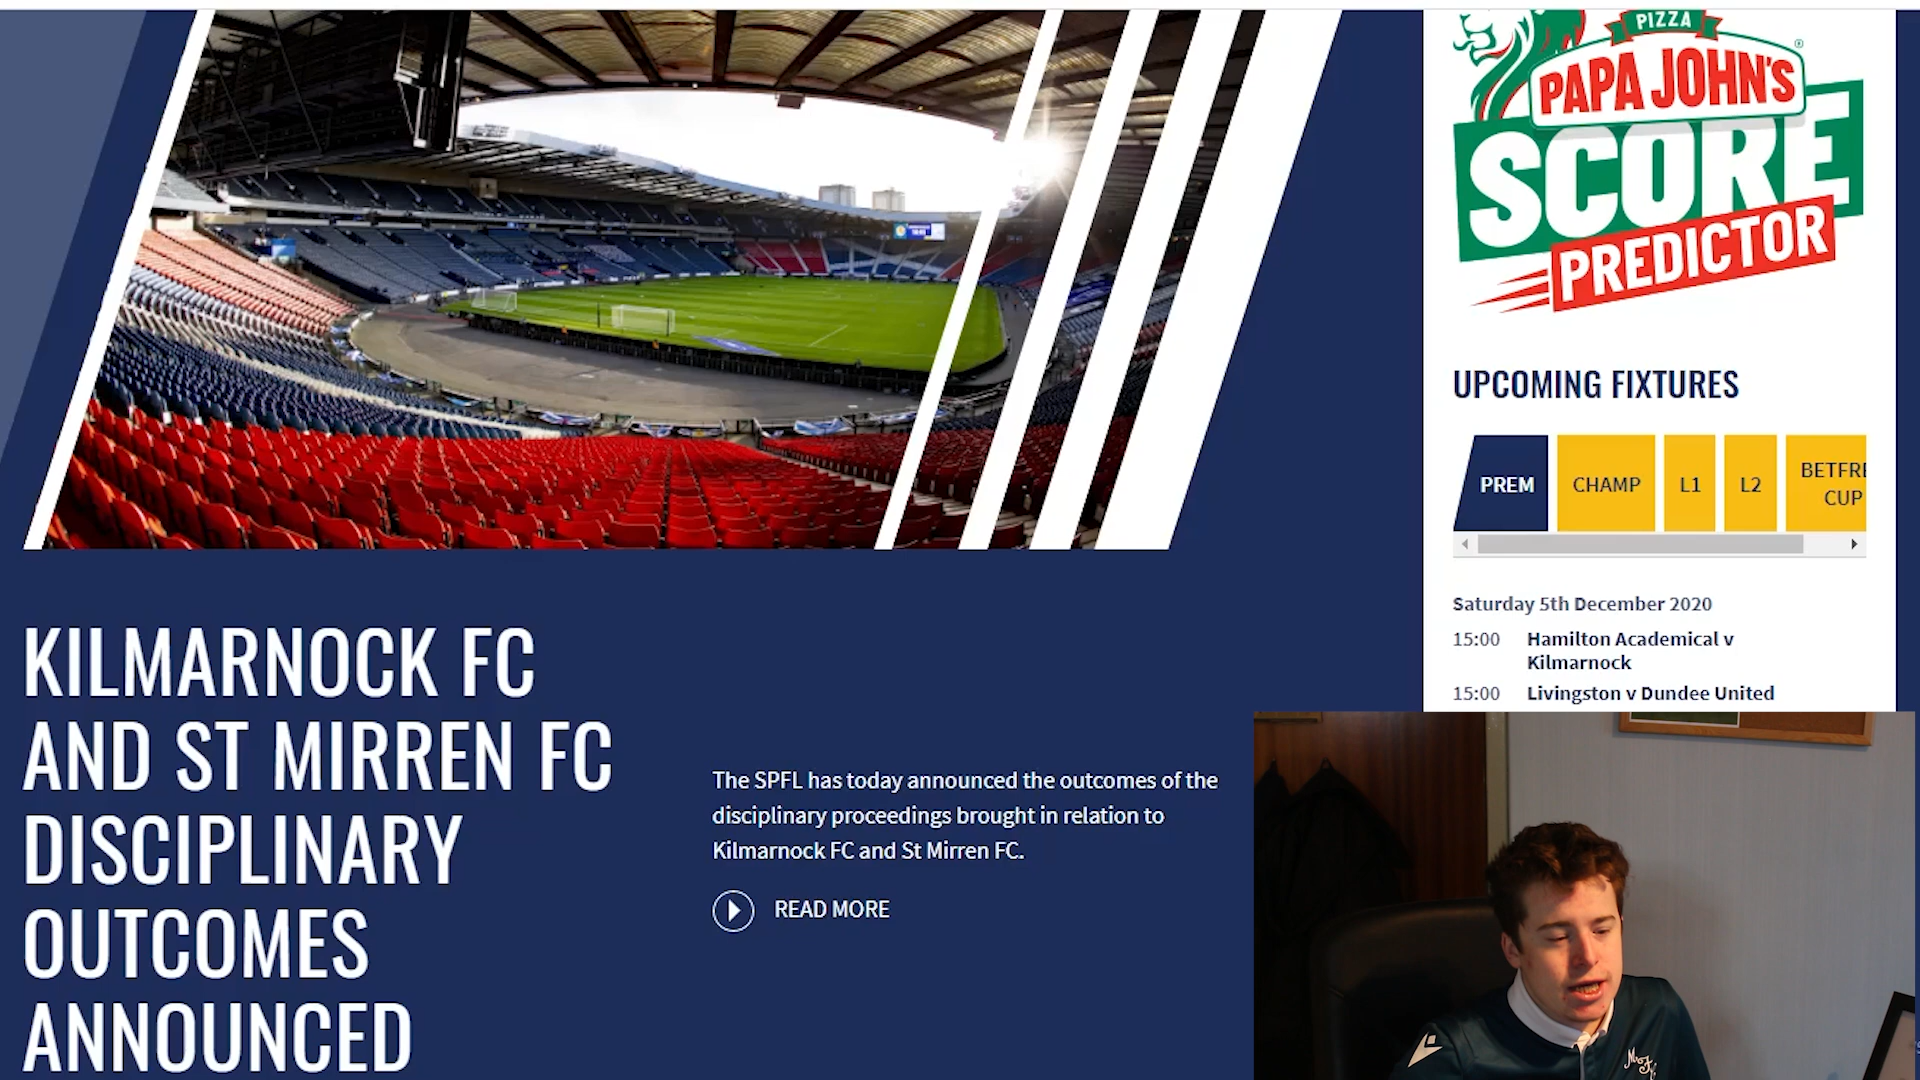 PIZZA
PAPA JOHN'S
SCORE
PREDICTOR
UPCOMING FIXTURES
PREM
CHAMP
L1
L2
BETFRE
CUP
Saturday 5th December 2020
15:00 Hamilton Academical v
Kilmarnock
15:00 Livingston v Dundee United
KILMARNOCK FC
AND ST MIRREN FC
DISCIPLINARY
OUTCOMES
ANNOUNCED
The SPFL has today announced the outcomes of the
disciplinary proceedings brought in relation to
Kilmarnock FC and St Mirren FC.
READ MORE